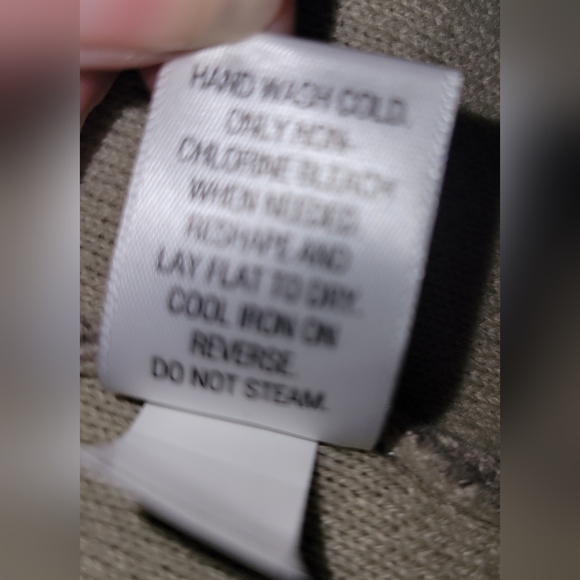 HAND WASH COLD.
ONLY NON-
CHLORINE BLEACH
WHEN NEEDED.
RESHAPE AND
LAY FLAT TO DRY.
COOL IRON ON
REVERSE.
DO NOT STEAM.